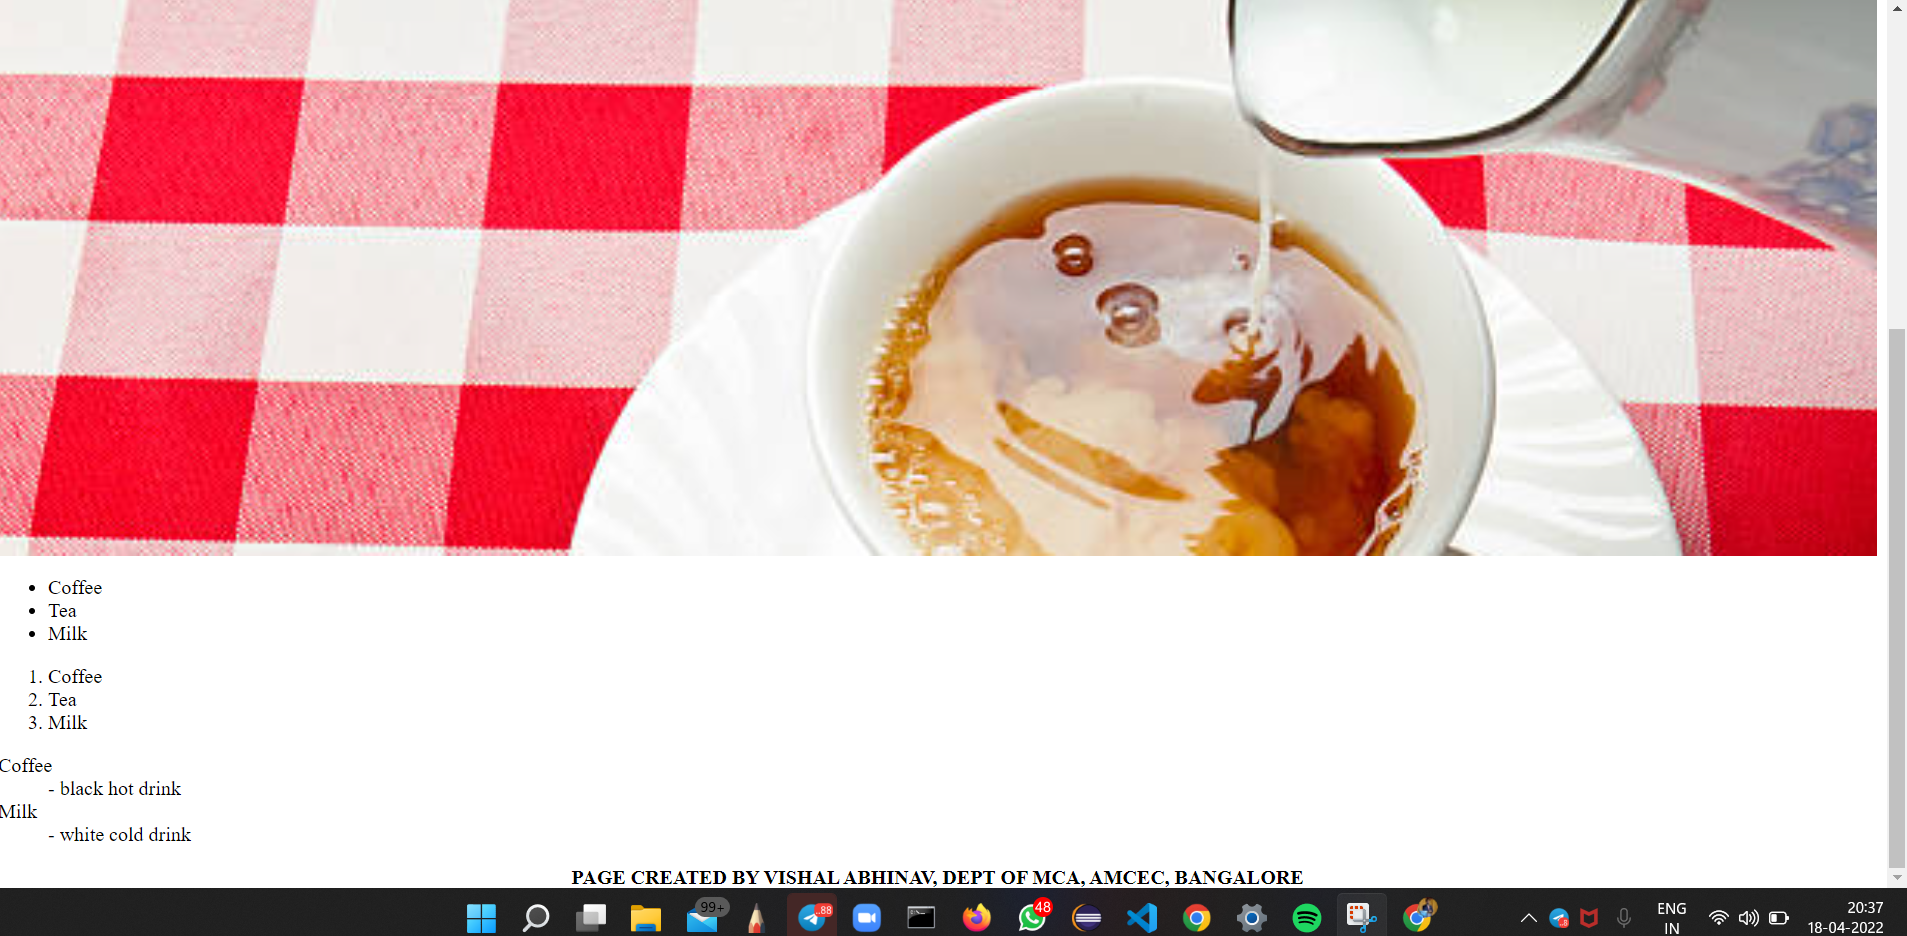 • Coffee
• Tea
• Milk
1. Coffee
2. Tea
3. Milk
Coffee
- black hot drink
Milk
- white cold drink
PAGE CREATED BY VISHAL ABHINAV, DEPT OF MCA, AMCEC, BANGALORE
99+
.88
48
ENG
IN
20:37
18-04-2022